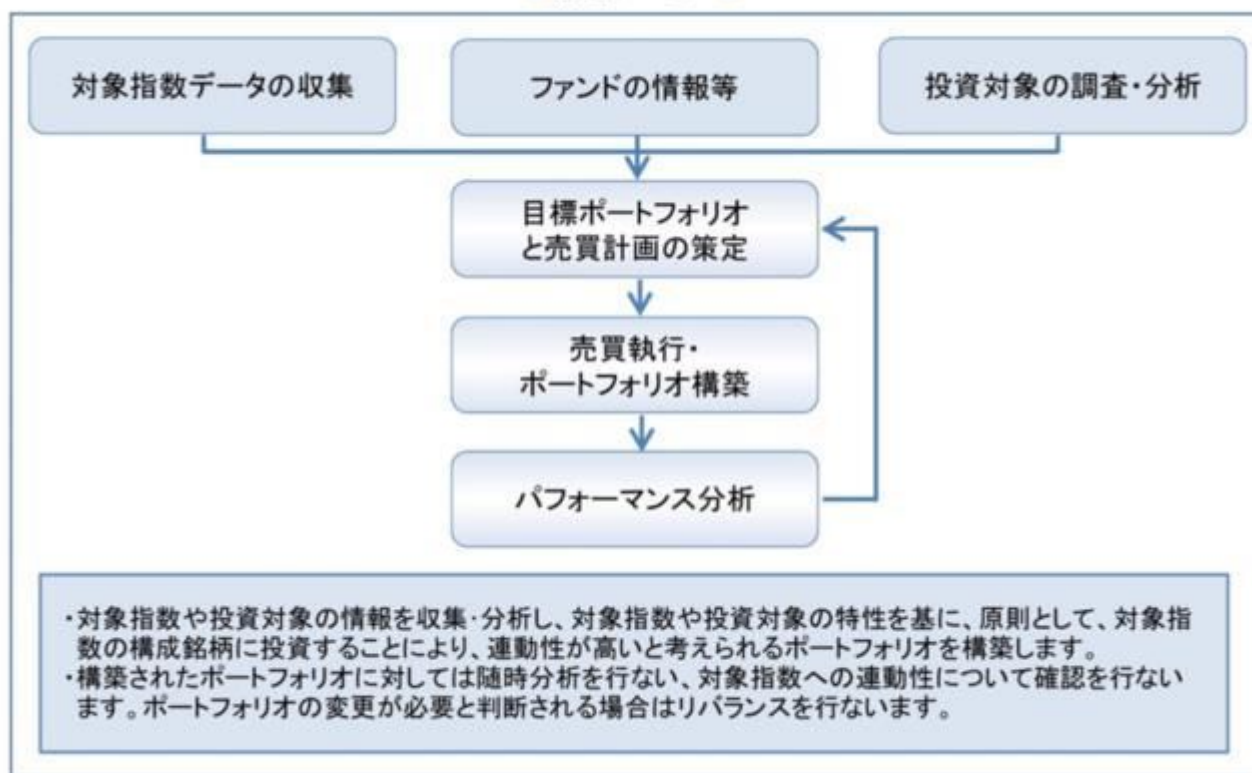 対象指数データの収集
ファンドの情報等
投資対象の調査・分析
目標ポートフォリオ
と売買計画の策定
売買執行・
ポートフォリオ構築
パフォーマンス分析
・対象指数や投資対象の情報を収集・分析し、対象指数や投資対象の特性を基に、原則として、対象指
数の構成銘柄に投資することにより、連動性が高いと考えられるポートフォリオを構築します。
・構築されたポートフォリオに対しては随時分析を行ない、対象指数への連動性について確認を行ない
ます。ポートフォリオの変更が必要と判断される場合はリバランスを行ないます。